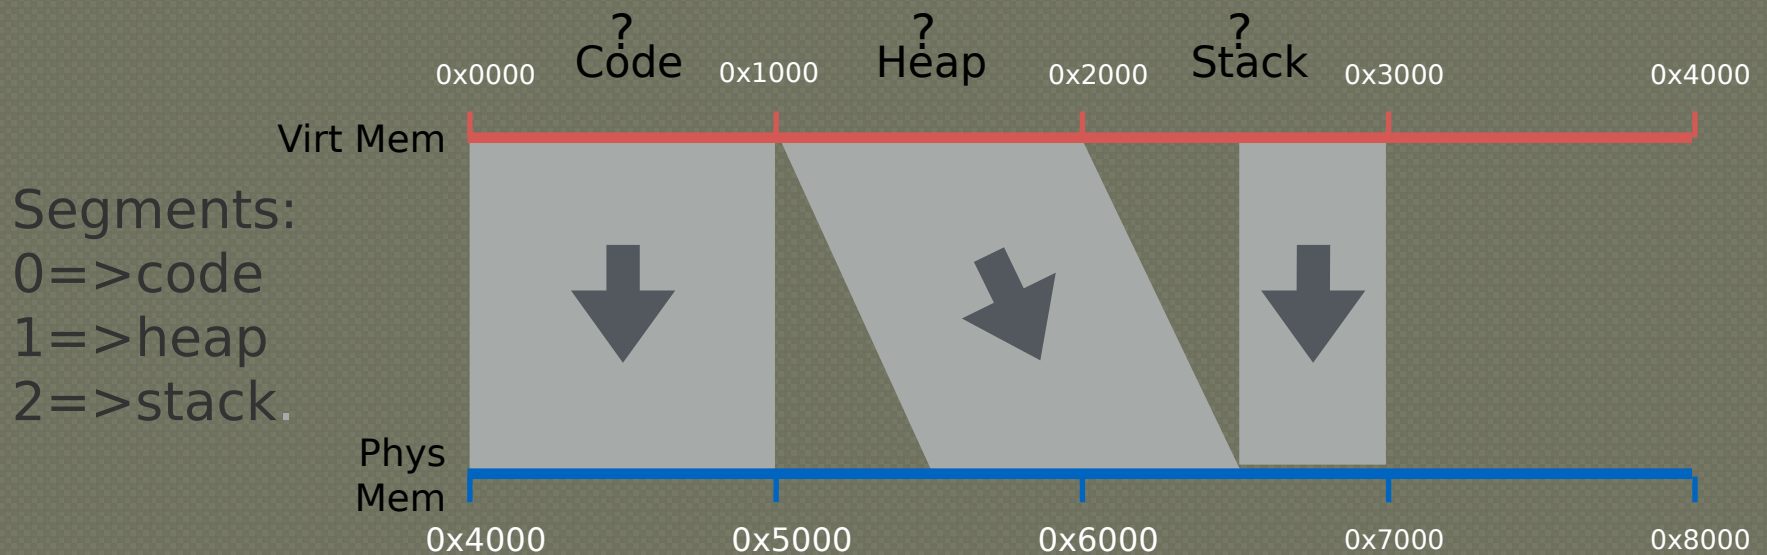 ? ? ?
Code Heap Stack
0x0000 0x1000 0x2000 0x3000 0x4000
Virt Mem
Segments:
0=>code
1=>heap
2=>stack.
Phys
Mem
0x4000 0x5000 0x6000 0x7000 0x8000